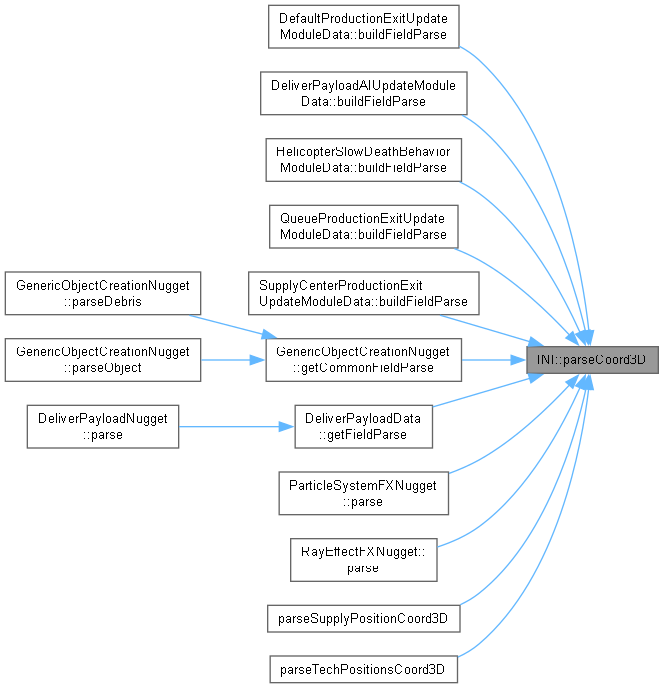 DefaultProductionExitUpdate
ModuleData::buildFieldParse
DeliverPayloadAIUpdateModule
Data::buildFieldParse
HelicopterSlowDeathBehavior
ModuleData::buildFieldParse
QueueProductionExitUpdate
ModuleData::buildFieldParse
SupplyCenterProductionExit
UpdateModuleData::buildFieldParse
GenericObjectCreationNugget
::parseDebris
GenericObjectCreationNugget
::parseObject
GenericObjectCreationNugget
::getCommonFieldParse
INI::parseCoord3D
DeliverPayloadNugget
::parse
DeliverPayloadData
::getFieldParse
ParticleSystemFXNugget
::parse
RayEffectFXNugget::
parse
parseSupplyPositionCoord3D
parseTechPositionsCoord3D